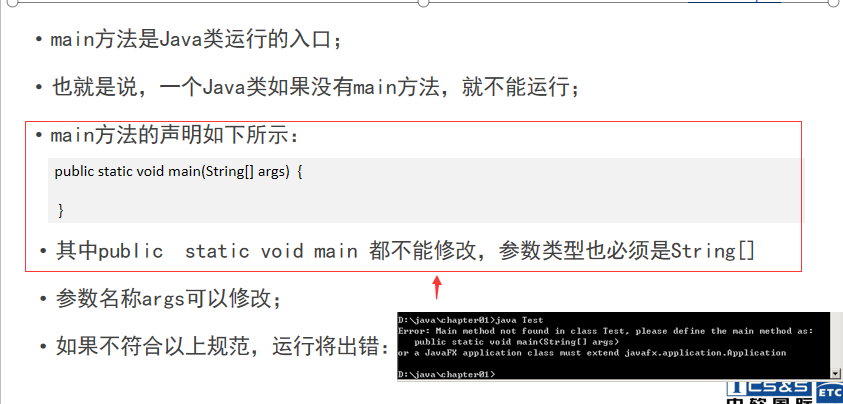 • main方法是Java类运行的入口；
• 也就是说，一个Java类如果没有main方法，就不能运行；
• main方法的声明如下所示：
public static void main(String[] args) {
}
• 其中public static void main 都不能修改，参数类型也必须是String[]
• 参数名称args可以修改；
• 如果不符合以上规范，运行将出错：
D:\java\chapter01>java Test
Error: Main method not found in class Test, please define the main method as:
public static void main(String[] args)
or a JavaFX application class must extend javafx.application.Application
D:\java\chapter01>
ETC